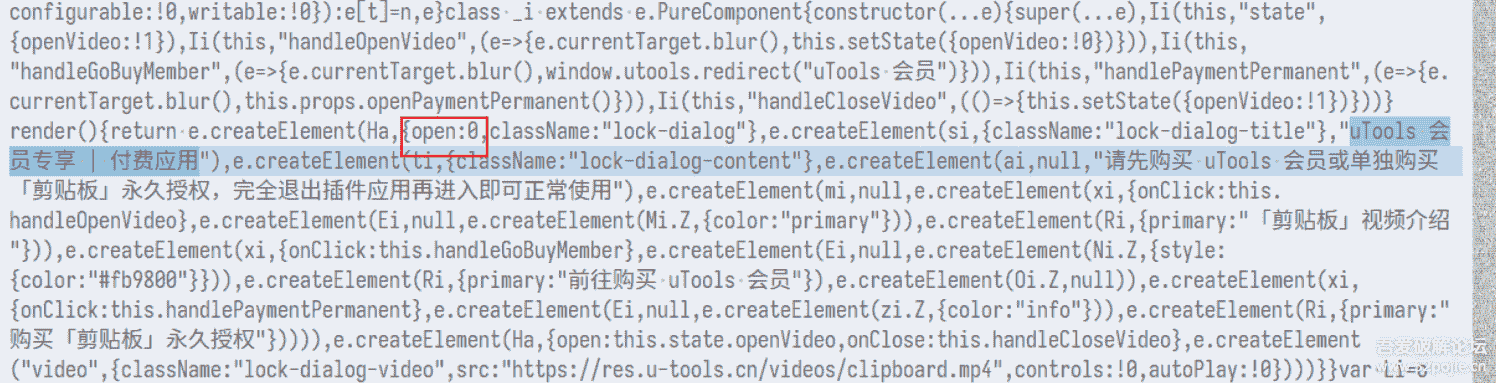 configurable:!0,writable:!0}):e[t]=n,e}class·_i·extends·e.PureComponent{constructor(...e){super(...e),Ii(this,"state",
{openVideo:!1}),Ii(this,"handleOpenVideo",(e=>{e.currentTarget.blur(),this.setState({openVideo:!0})})),Ii(this,
"handleGoBuyMember",(e=>{e.currentTarget.blur(),window.utools.redirect("uTools·会员")})),Ii(this,"handlePaymentPermanent",(e=>{e.
currentTarget.blur(),this.props.openPaymentPermanent()})),Ii(this,"handleCloseVideo",(()=>{this.setState({openVideo:!1})}))}
render(){return·e.createElement(Ha,{open:0,className:"lock-dialog"},e.createElement(si,{className:"lock-dialog-title"},"uTools·会
员专享·|·付费应用"),e.createElement(ti,{className:"lock-dialog-content"},e.createElement(ai,null,"请先购买·uTools·会员或单独购买
「剪贴板」永久授权，完全退出插件应用再进入即可正常使用"),e.createElement(mi,null,e.createElement(xi,{onClick:this.
handleOpenVideo},e.createElement(Ei,null,e.createElement(Mi.Z,{color:"primary"})),e.createElement(Ri,{primary:"「剪贴板」视频介绍
"})),e.createElement(xi,{onClick:this.handleGoBuyMember},e.createElement(Ei,null,e.createElement(Ni.Z,{style:
{color:"#fb9800"}})),e.createElement(Ri,{primary:"前往购买·uTools·会员"}),e.createElement(Oi.Z,null)),e.createElement(xi,
{onClick:this.handlePaymentPermanent},e.createElement(Ei,null,e.createElement(zi.Z,{color:"info"})),e.createElement(Ri,{primary:"
购买「剪贴板」永久授权"})))),e.createElement(Ha,{open:this.state.openVideo,onClose:this.handleCloseVideo},e.createElement
("video",{className:"lock-dialog-video",src:"https://res.u-tools.cn/videos/clipboard.mp4",controls:!0,autoPlay:!0})))}}var
吾爱破解论坛
www.52pojie.cn